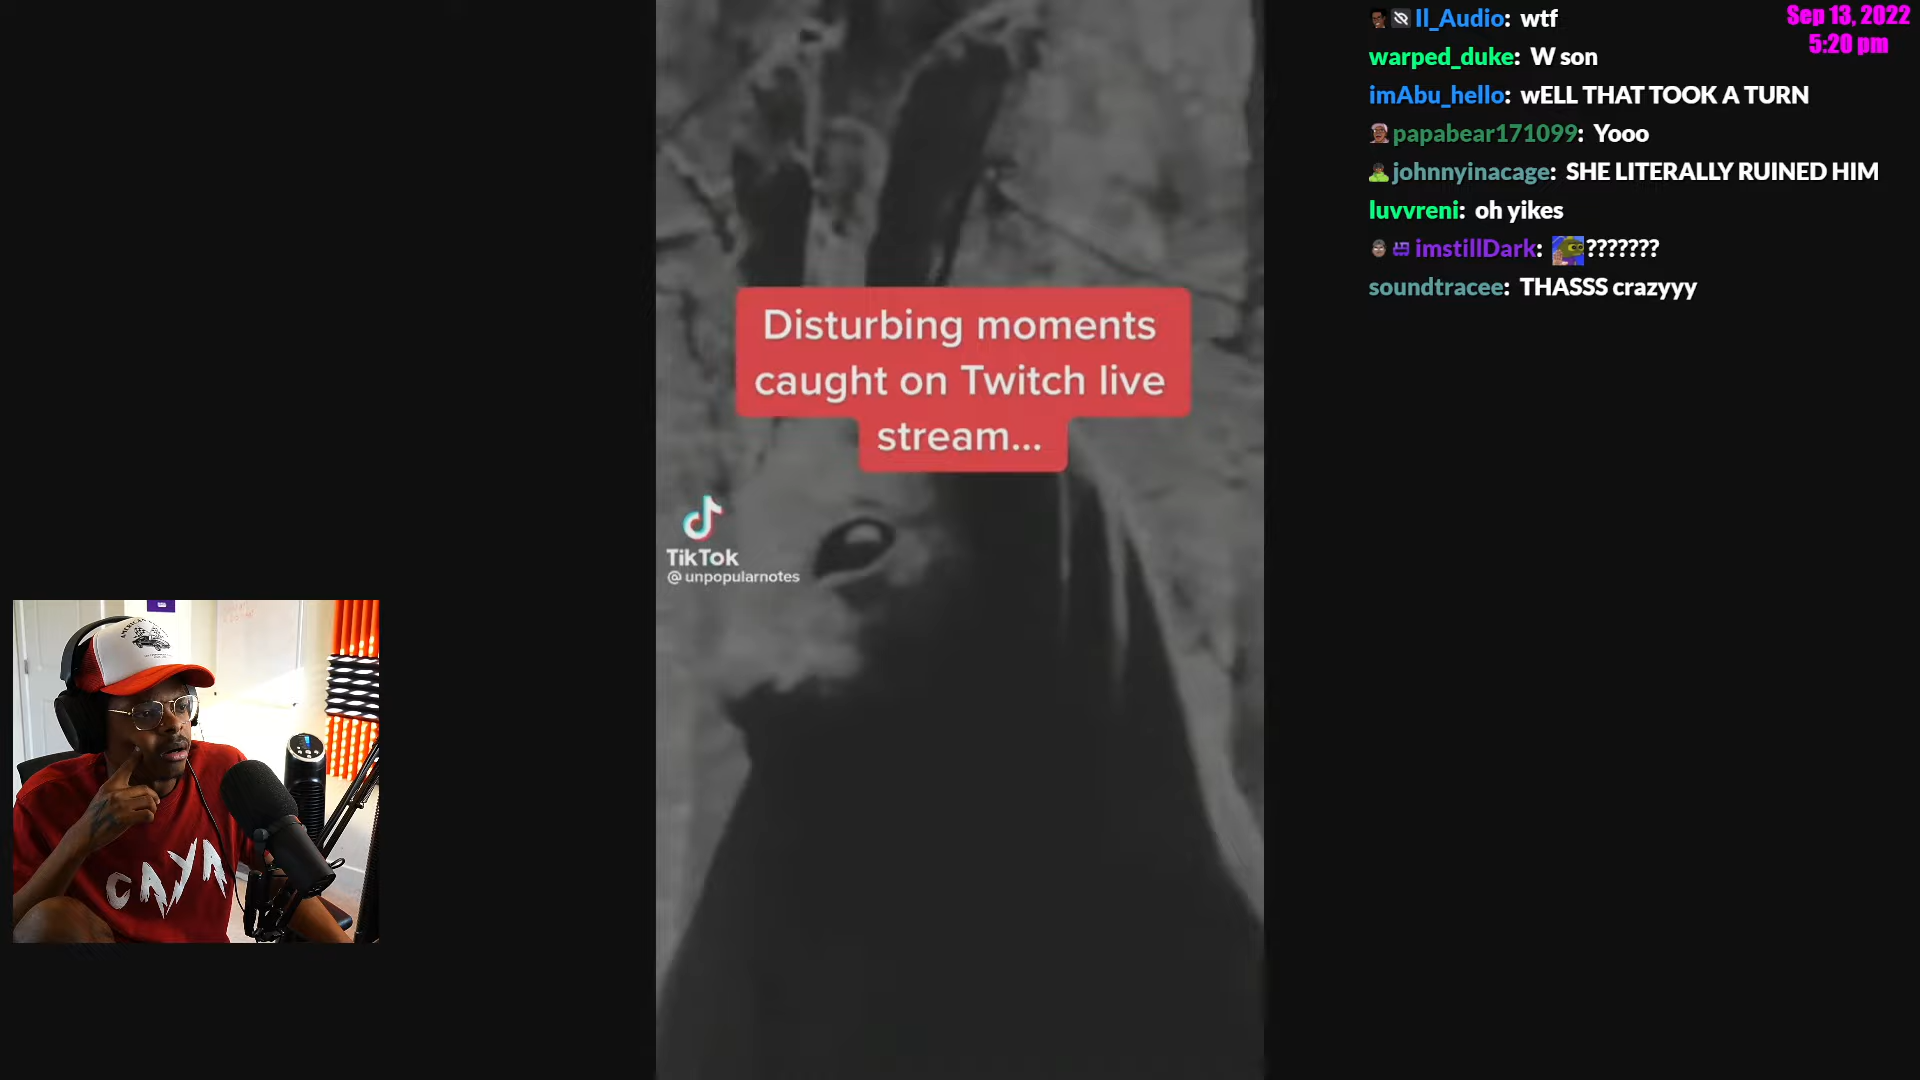 Il_Audio: wtf
warped_duke: W son
imAbu_hello: wELL THAT TOOK A TURN
papabear171099: Yooo
johnnyinacage: SHE LITERALLY RUINED HIM
luvvreni: oh yikes
imstillDark: ???????
soundtracee: THASSS crazyyy
Sep 13, 2022
5:20 pm
Disturbing moments
caught on Twitch live
stream...
TikTok
@unpopularnotes
CAYA